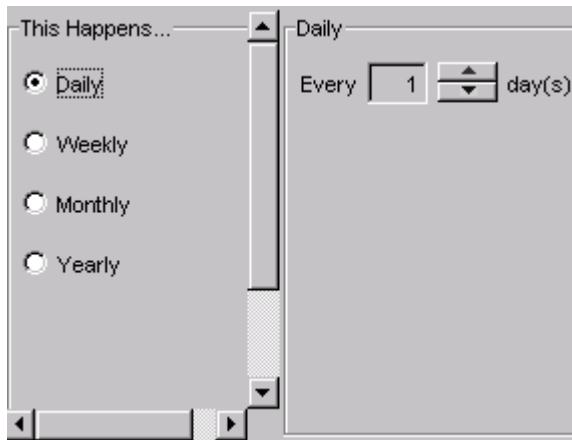 This Happens...
Daily
Weekly
Monthly
Yearly
Daily
Every 1 day(s)